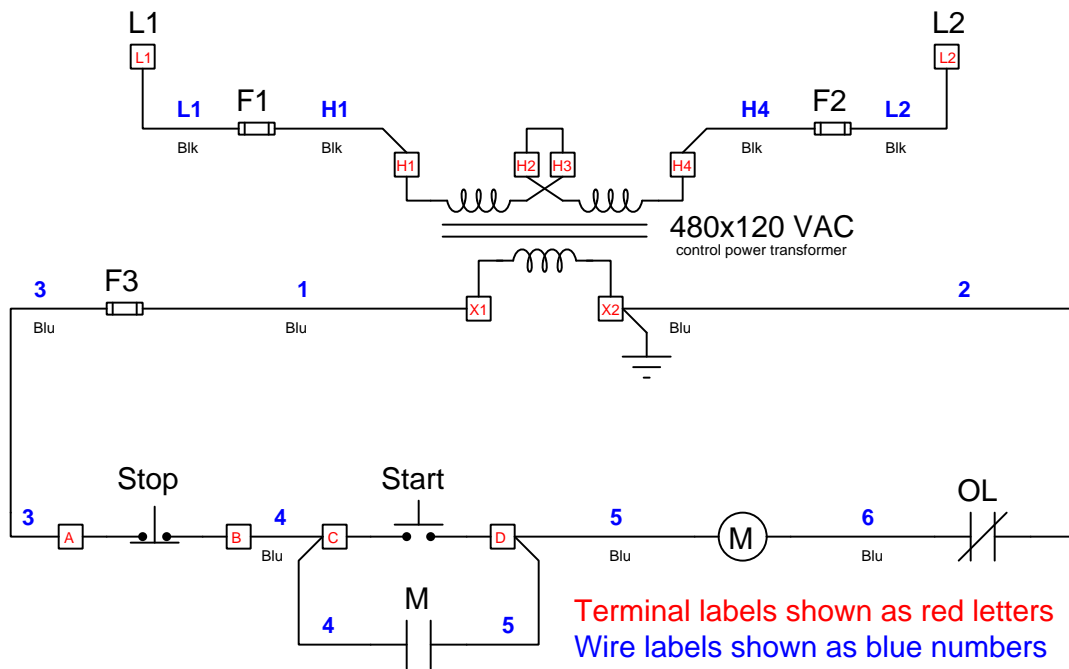 L1
L2
L1
L2
L1
F1
H1
H4
F2
L2
Blk
Blk
Blk
Blk
H1
H2
H3
H4
480x120 VAC
control power transformer
3
F3
1
2
X1
X2
Blu
Blu
Blu
Stop
Start
OL
3
4
5
6
A
B
C
D
M
Blu
Blu
Blu
M
4
5
Terminal labels shown as red letters
Wire labels shown as blue numbers